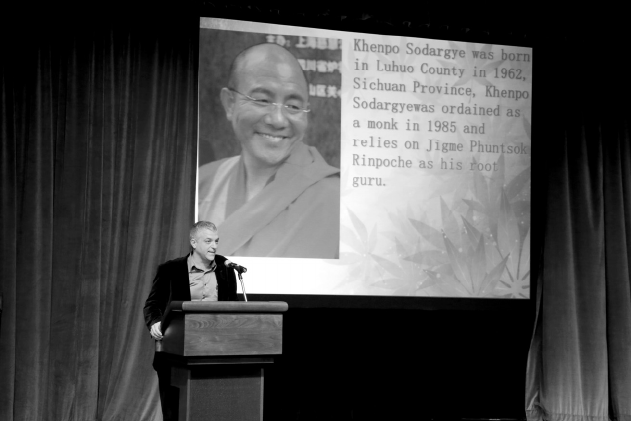 Khenpo Sodargye was born
in Luhuo County in 1962,
Sichuan Province, Khenpo
Sodargyewas ordained as
a monk in 1985 and
relies on Jigme Phuntsok
Rinpoche as his root
guru.